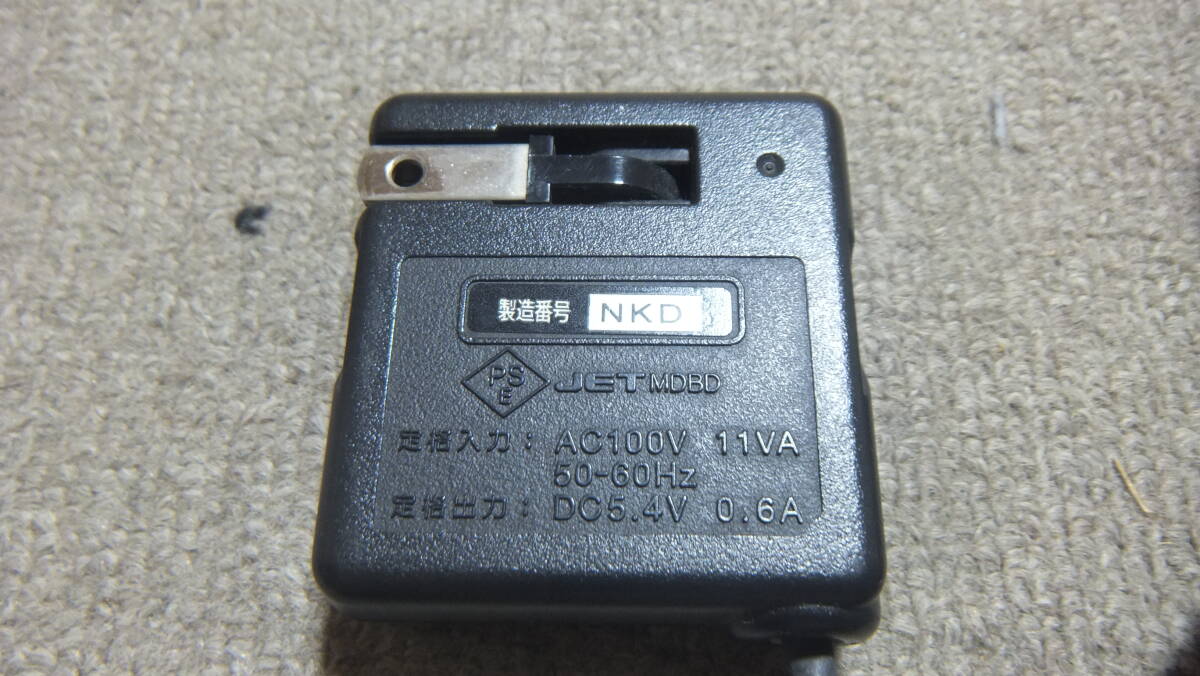 製造番号 NKD
PS
E JET MDBD
定格入力: AC100V 11VA
50-60Hz
定格出力: DC5.4V 0.6A